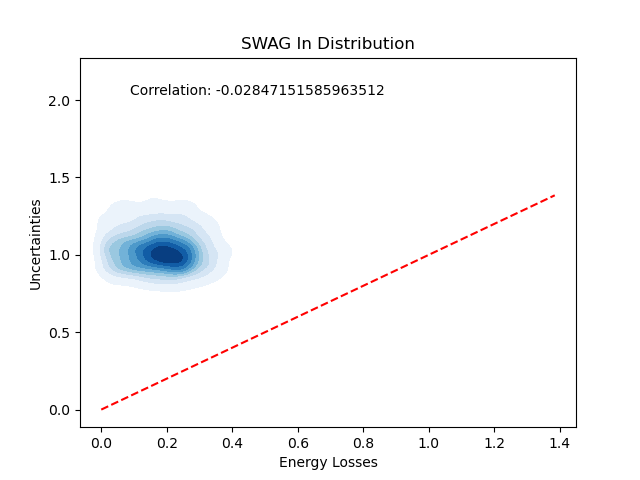 SWAG In Distribution
Correlation: -0.02847151585963512
Uncertainties
2.0
1.5
1.0
0.5
0.0
0.0 0.2 0.4 0.6 0.8 1.0 1.2 1.4
Energy Losses